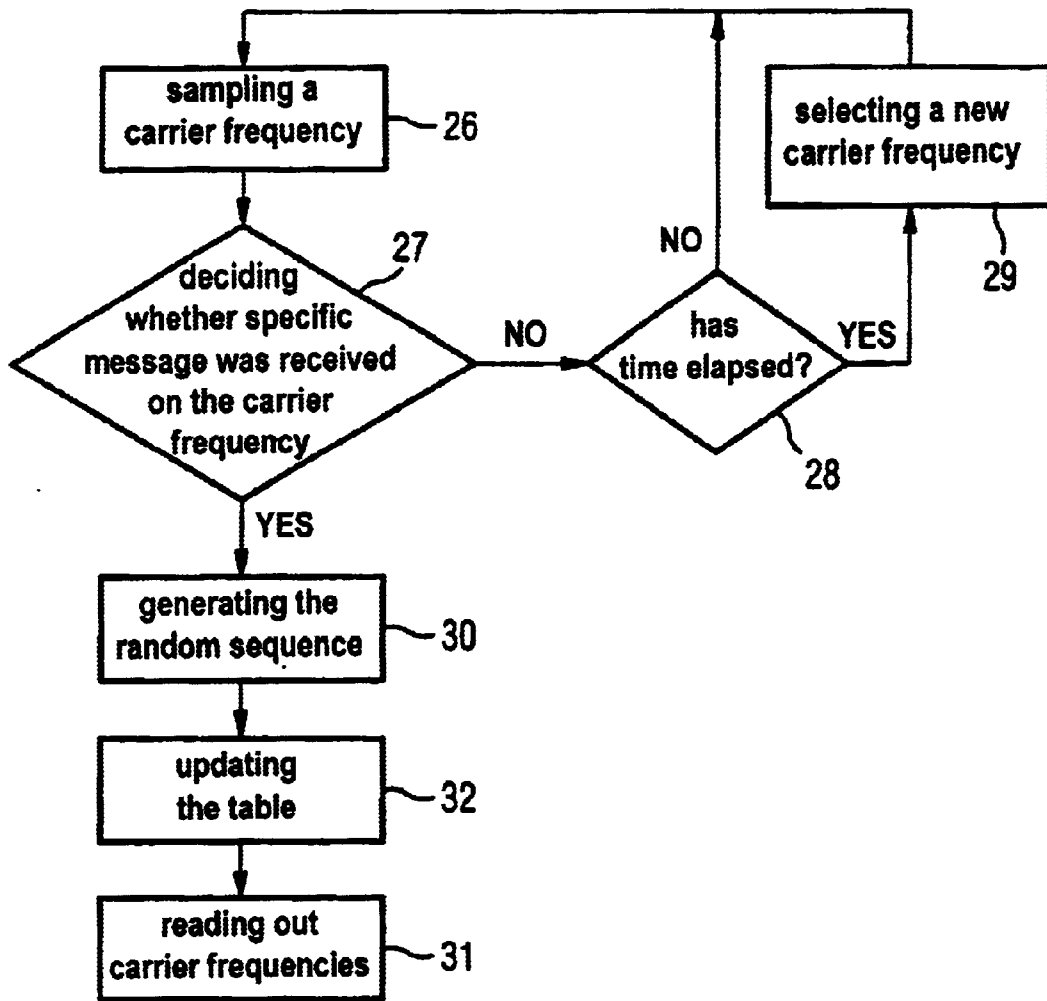 sampling a
carrier frequency
26
selecting a new
carrier frequency
29
deciding
whether specific
message was received
on the carrier
frequency
27
NO
has
time elapsed?
28
NO
YES
YES
generating the
random sequence
30
updating
the table
32
reading out
carrier frequencies
31